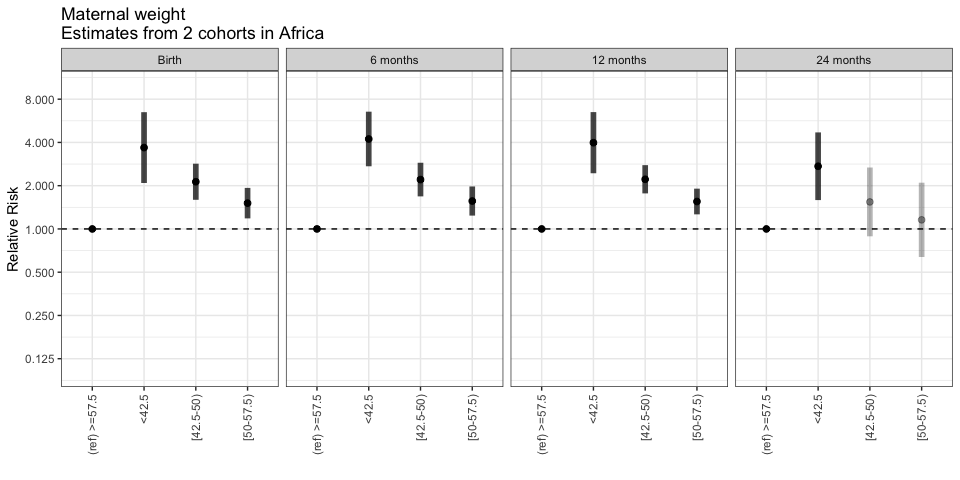 Maternal weight
Estimates from 2 cohorts in Africa
Birth
6 months
12 months
24 months
Relative Risk
8.000
4.000
2.000
1.000
0.500
0.250
0.125
(ref) >=57.5
<42.5
[42.5-50)
[50-57.5)
(ref) >=57.5
<42.5
[42.5-50)
[50-57.5)
(ref) >=57.5
<42.5
[42.5-50)
[50-57.5)
(ref) >=57.5
<42.5
[42.5-50)
[50-57.5)